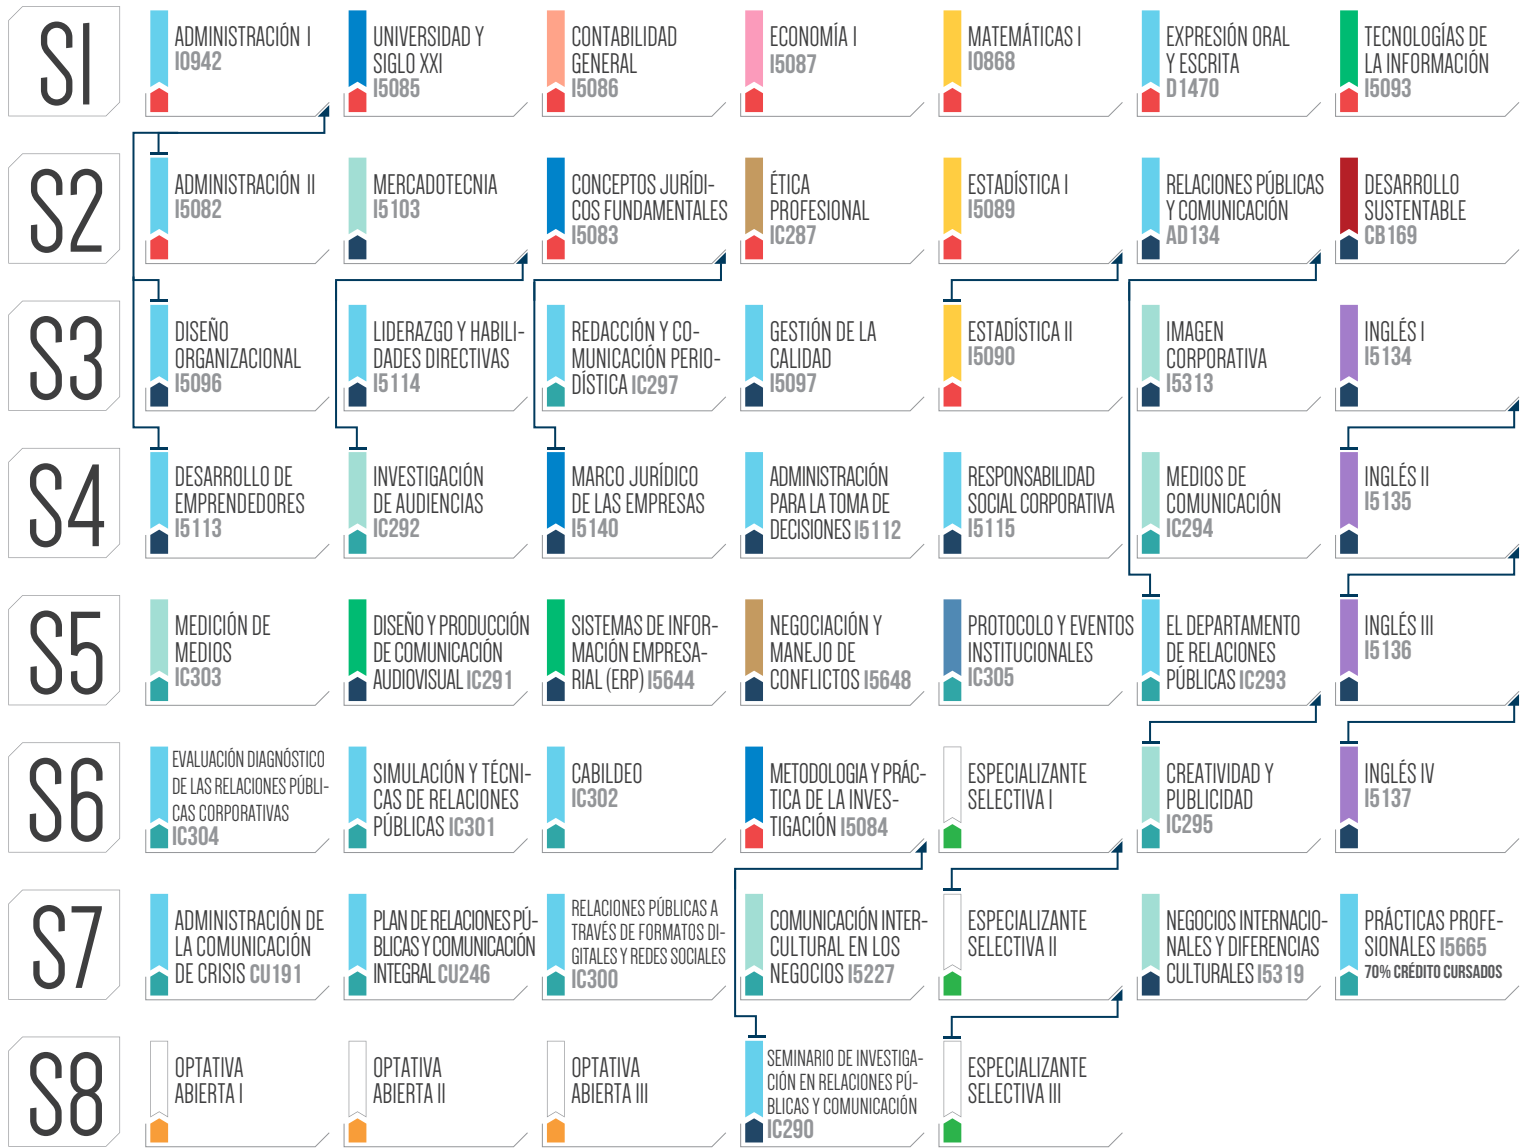 S1
ADMINISTRACIÓN I
I0942
UNIVERSIDAD Y
SIGLO XXI
I5085
CONTABILIDAD
GENERAL
I5086
ECONOMÍA I
I5087
MATEMÁTICAS I
I0868
EXPRESIÓN ORAL
Y ESCRITA
D1470
TECNOLOGÍAS DE
LA INFORMACIÓN
I5093
S2
ADMINISTRACIÓN II
I5082
MERCADOTECNIA
I5103
CONCEPTOS JURÍDI-
COS FUNDAMENTALES
I5083
ÉTICA
PROFESIONAL
IC287
ESTADÍSTICA I
I5089
RELACIONES PÚBLICAS
Y COMUNICACIÓN
AD134
DESARROLLO
SUSTENTABLE
CB169
S3
DISEÑO
ORGANIZACIONAL
I5096
LIDERAZGO Y HABILI-
DADES DIRECTIVAS
I5114
REDACCIÓN Y CO-
MUNICACIÓN PERIO-
DÍSTICA IC297
GESTIÓN DE LA
CALIDAD
I5097
ESTADÍSTICA II
I5090
IMAGEN
CORPORATIVA
I5313
INGLÉS I
I5134
S4
DESARROLLO DE
EMPRENDEDORES
I5113
INVESTIGACIÓN
DE AUDIENCIAS
IC292
MARCO JURÍDICO
DE LAS EMPRESAS
I5140
ADMINISTRACIÓN
PARA LA TOMA DE
DECISIONES I5112
RESPONSABILIDAD
SOCIAL CORPORATIVA
I5115
MEDIOS DE
COMUNICACIÓN
IC294
INGLÉS II
I5135
S5
MEDICIÓN DE
MEDIOS
IC303
DISEÑO Y PRODUCCIÓN
DE COMUNICACIÓN
AUDIOVISUAL IC291
SISTEMAS DE INFOR-
MACIÓN EMPRESA-
RIAL (ERP) I5644
NEGOCIACIÓN Y
MANEJO DE
CONFLICTOS I5648
PROTOCOLO Y EVENTOS
INSTITUCIONALES
IC305
EL DEPARTAMENTO
DE RELACIONES
PÚBLICAS IC293
INGLÉS III
I5136
S6
EVALUACIÓN DIAGNÓSTICO
DE LAS RELACIONES PÚBLI-
CAS CORPORATIVAS
IC304
SIMULACIÓN Y TÉCNI-
CAS DE RELACIONES
PÚBLICAS IC301
CABILDEO
IC302
METODOLOGIA Y PRÁC-
TICA DE LA INVES-
TIGACIÓN I5084
ESPECIALIZANTE
SELECTIVA I
CREATIVIDAD Y
PUBLICIDAD
IC295
INGLÉS IV
I5137
S7
ADMINISTRACIÓN DE
LA COMUNICACIÓN
DE CRISIS CU191
PLAN DE RELACIONES PÚ-
BLICAS Y COMUNICACIÓN
INTEGRAL CU246
RELACIONES PÚBLICAS A
TRAVÉS DE FORMATOS DI-
GITALES Y REDES SOCIALES
IC300
COMUNICACIÓN INTER-
CULTURAL EN LOS
NEGOCIOS I5227
ESPECIALIZANTE
SELECTIVA II
NEGOCIOS INTERNACIO-
NALES Y DIFERENCIAS
CULTURALES I5319
PRÁCTICAS PROFE-
SIONALES I5665
70% CRÉDITO CURSADOS
S8
OPTATIVA
ABIERTA I
OPTATIVA
ABIERTA II
OPTATIVA
ABIERTA III
SEMINARIO DE INVESTIGA-
CIÓN EN RELACIONES PÚ-
BLICAS Y COMUNICACIÓN
IC290
ESPECIALIZANTE
SELECTIVA III